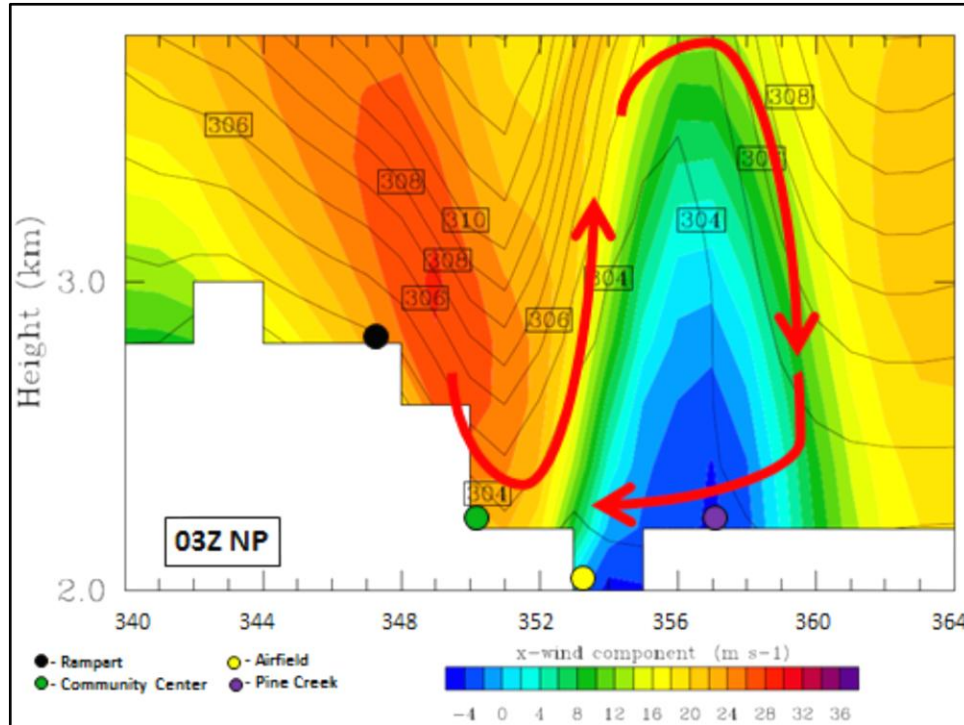 308
306
308
308
304
310
308
306
304
306
304
Height (km)
3.0
2.0
03Z NP
340 344 348 352 356 360 364
- Rampart
- Airfield
- Community Center
- Pine Creek
x-wind component (m s-1)
-4 0 4 8 12 16 20 24 28 32 36